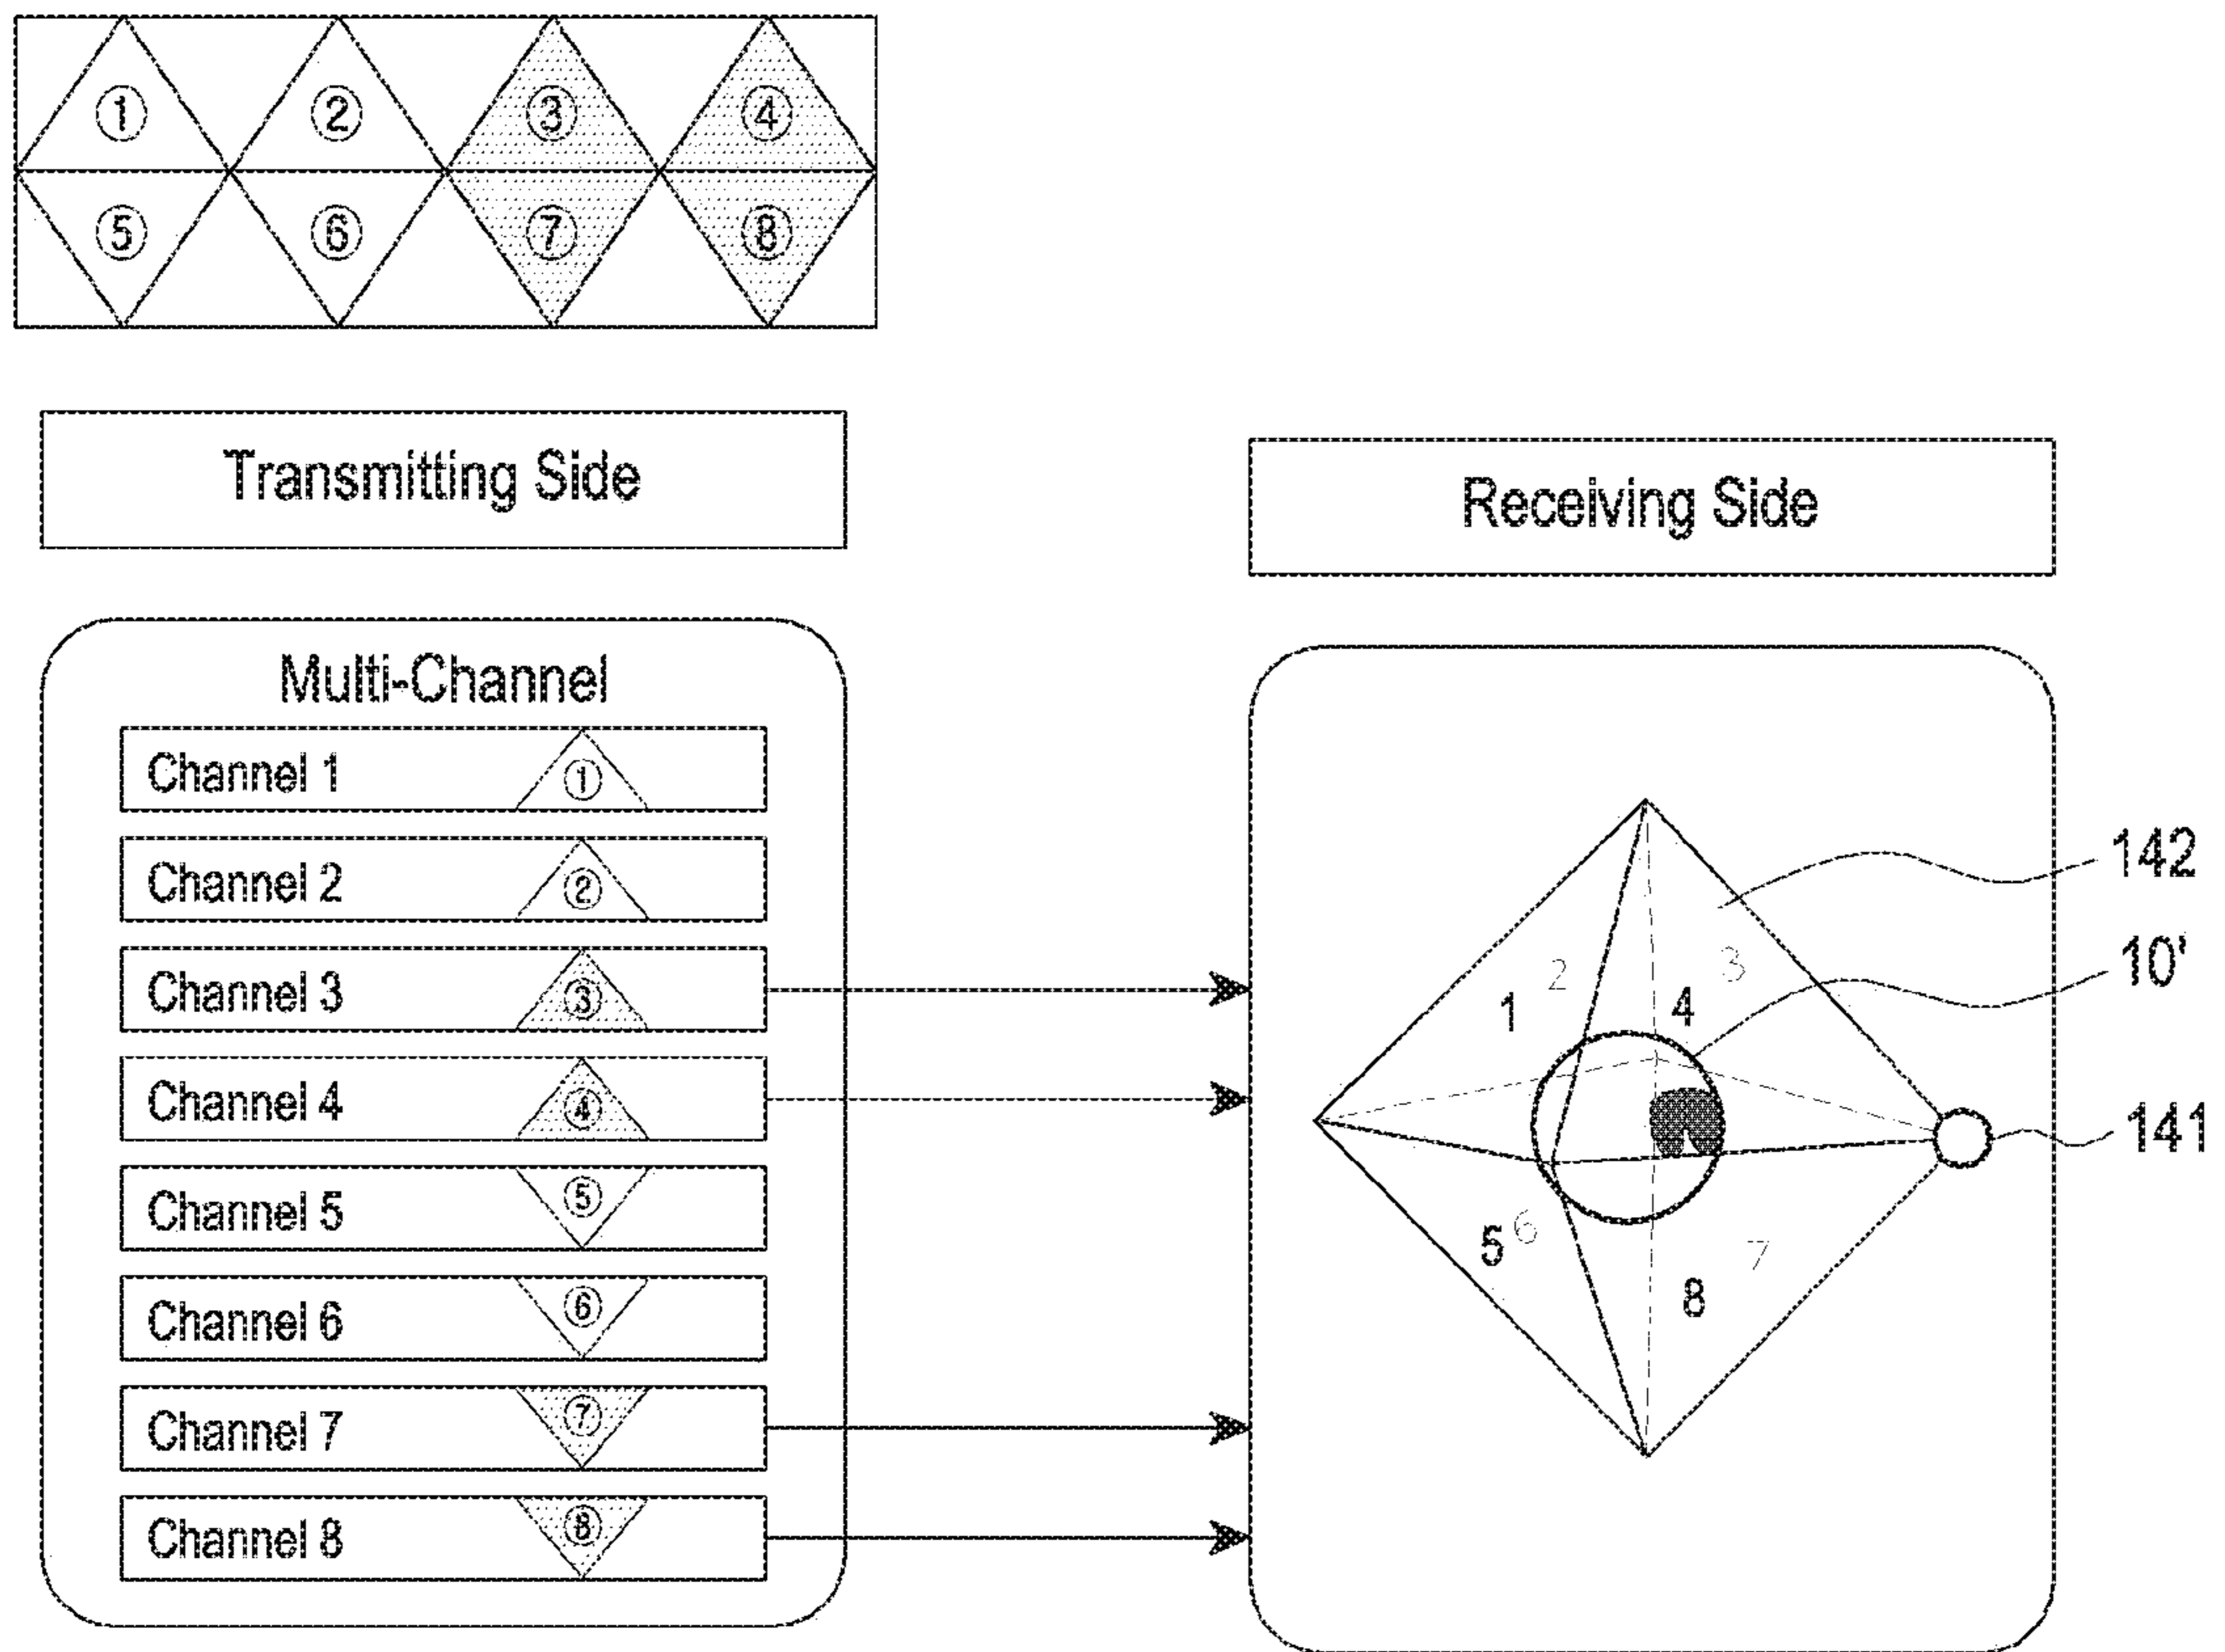 ① ② ③ ④
⑤ ⑥ ⑦ ⑧
Transmitting Side
Multi-Channel
Channel 1 ①
Channel 2 ②
Channel 3 ③
Channel 4 ④
Channel 5 ⑤
Channel 6 ⑥
Channel 7 ⑦
Channel 8 ⑧
Receiving Side
1 2 4 3
5 6 8 7
142
10'
141